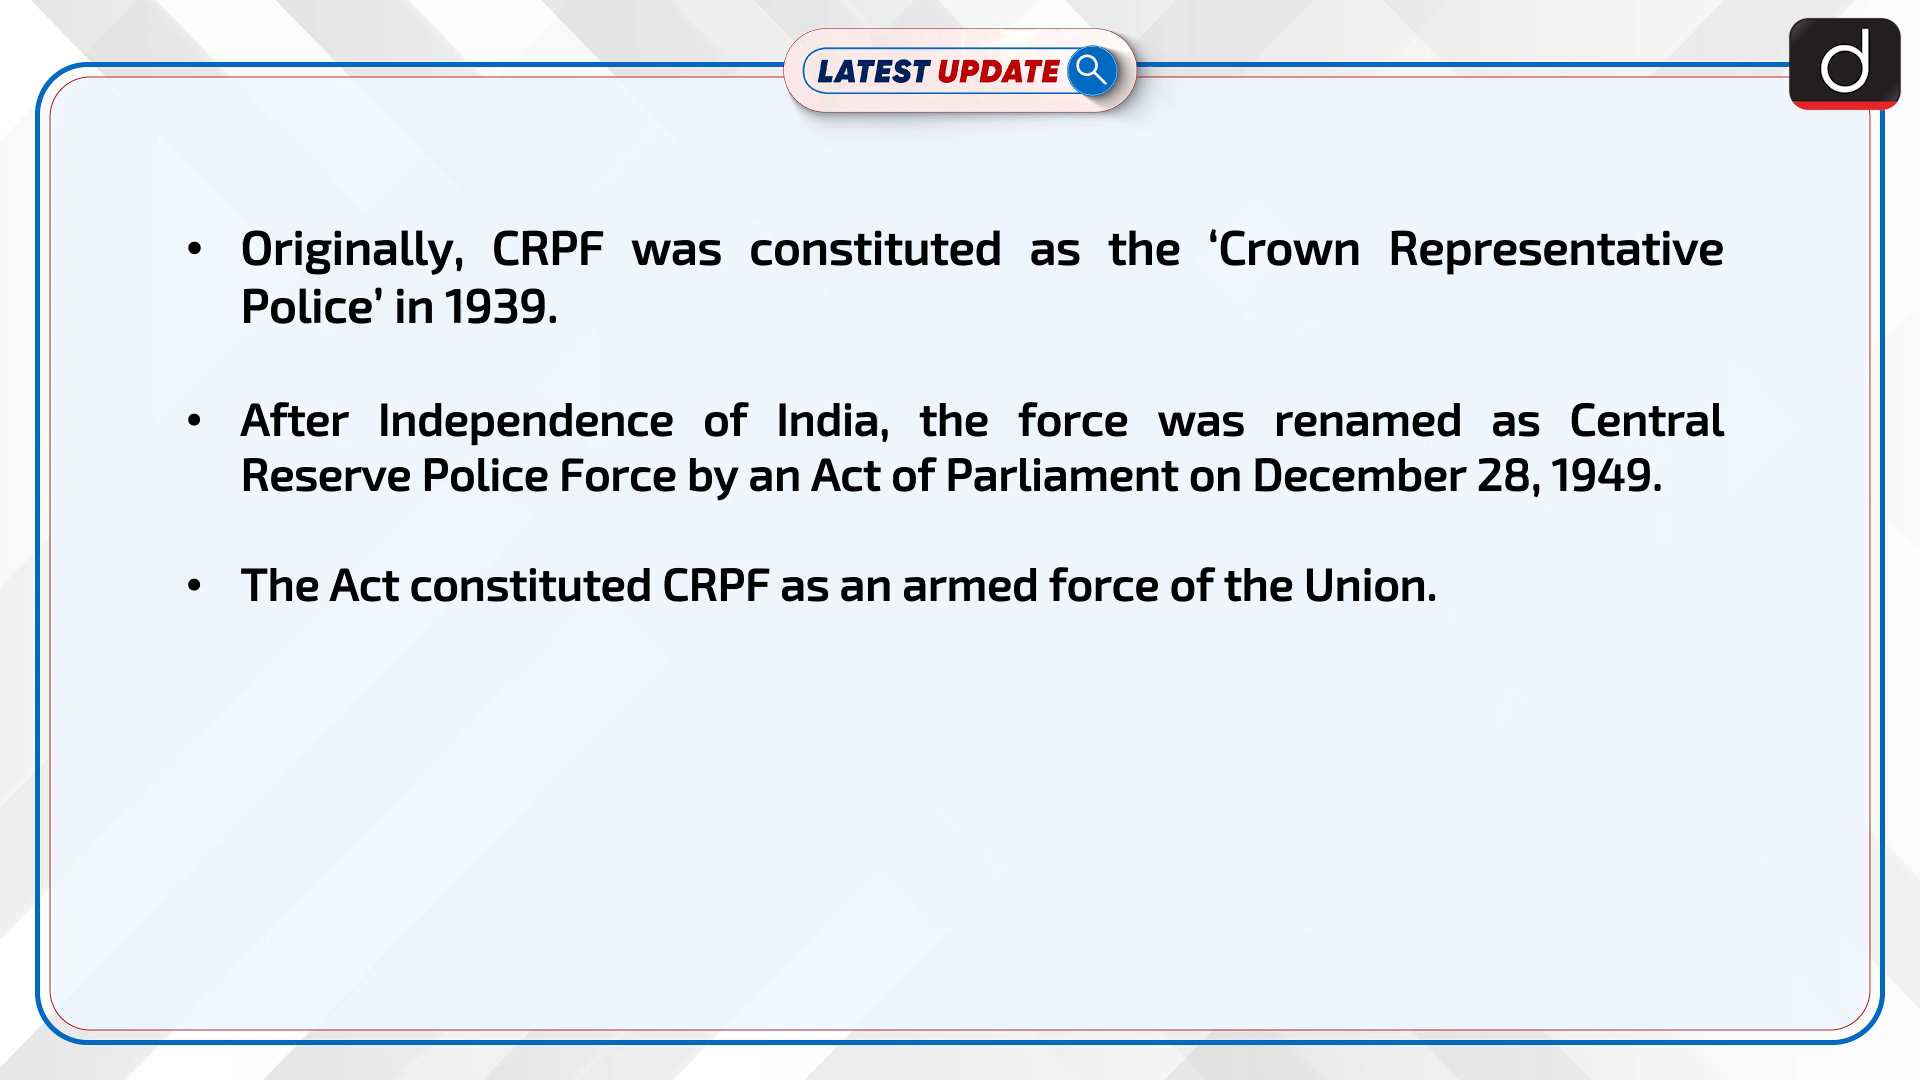 LATEST UPDATE
d
• Originally, CRPF was constituted as the ‘Crown Representative
Police’ in 1939.
• After Independence of India, the force was renamed as Central
Reserve Police Force by an Act of Parliament on December 28, 1949.
• The Act constituted CRPF as an armed force of the Union.